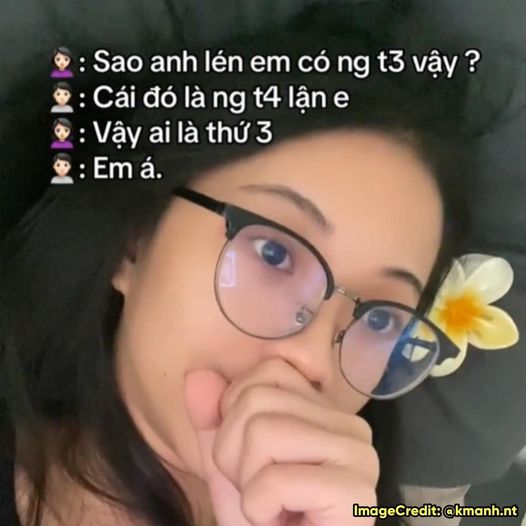 🙍🏻‍♀️: Sao anh lén em có ng t3 vậy ?
🙍🏻‍♂️: Cái đó là ng t4 lận e
🙍🏻‍♀️: Vậy ai là thứ 3
🙍🏻‍♂️: Em á.
ImageCredit: @kmanh.nt